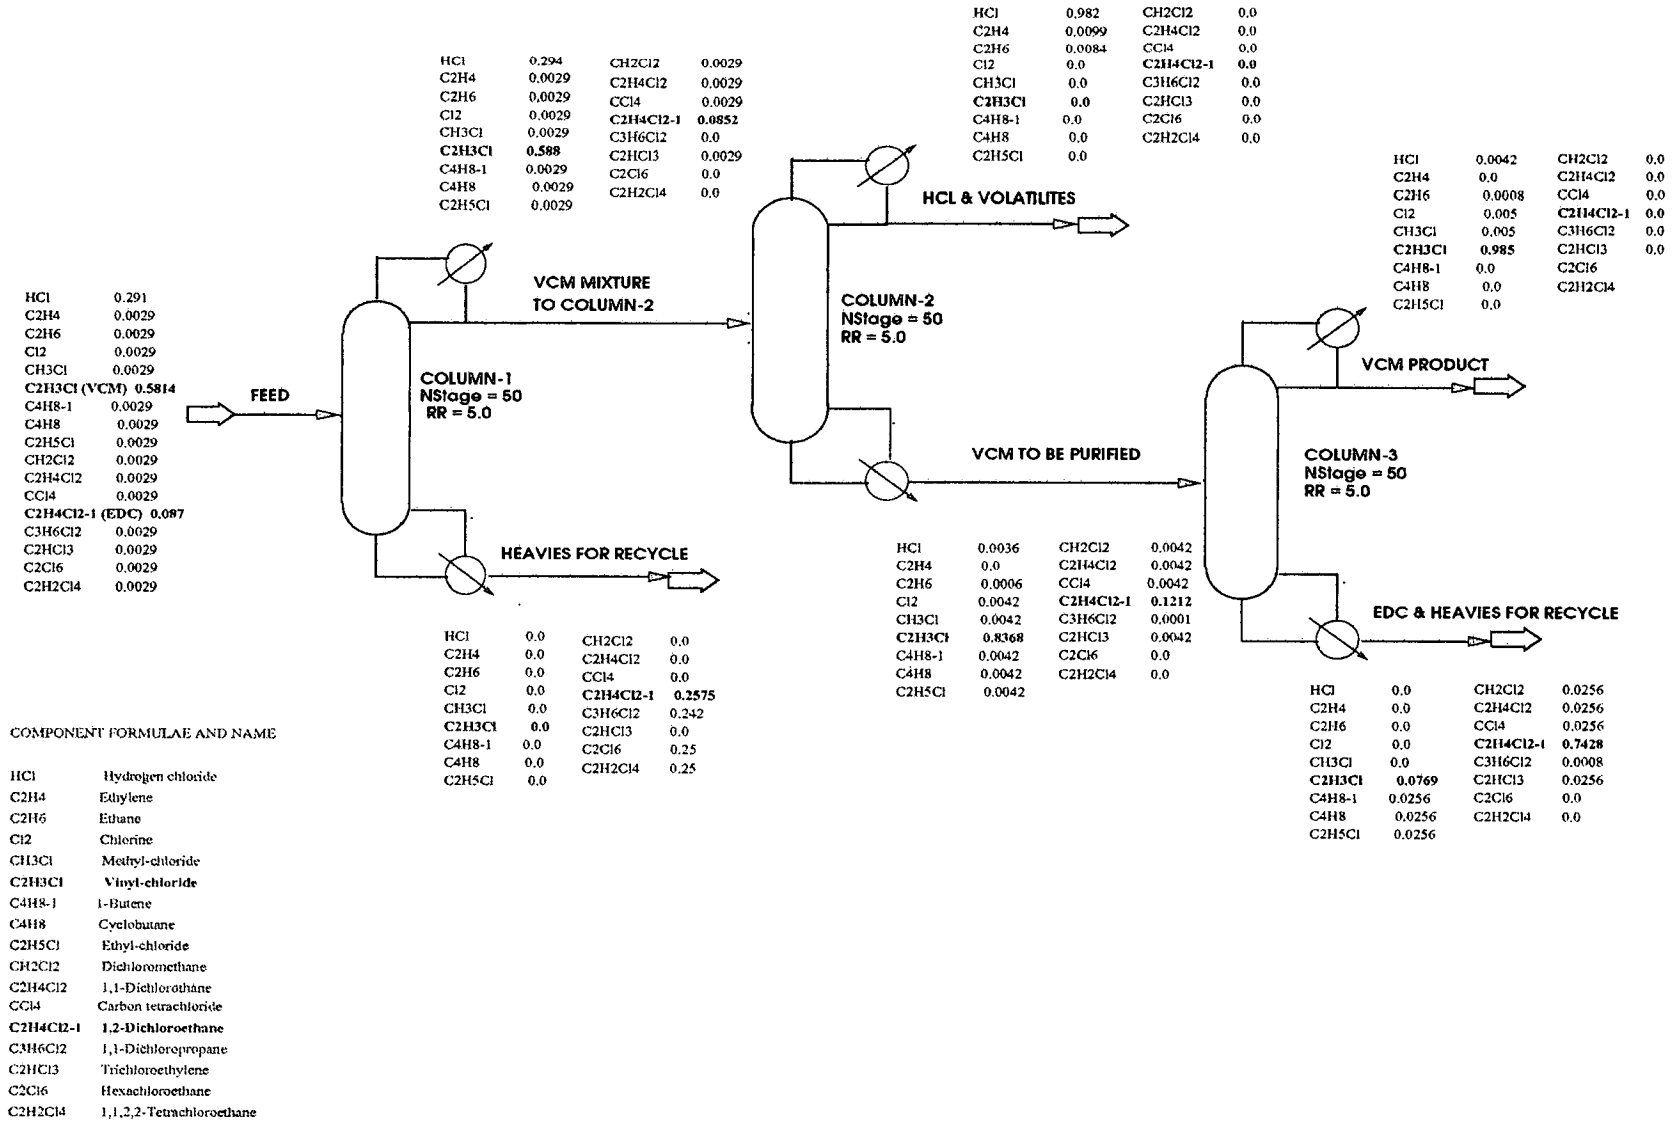 HCl 0.982 CH2Cl2 0.0
C2H4 0.0099 C2H4Cl2 0.0
C2H6 0.0084 CCl4 0.0
Cl2 0.0 C2H4Cl2-1 0.0
CH3Cl 0.0 C3H6Cl2 0.0
C2H3Cl 0.0 C2HCl3 0.0
C4H8-1 0.0 C2Cl6 0.0
C4H8 0.0 C2H2Cl4 0.0
C2H5Cl 0.0
HCl 0.294 CH2Cl2 0.0029
C2H4 0.0029 C2H4Cl2 0.0029
C2H6 0.0029 CCl4 0.0029
Cl2 0.0029 C2H4Cl2-1 0.0852
CH3Cl 0.0029 C3H6Cl2 0.0
C2H3Cl 0.588 C2HCl3 0.0029
C4H8-1 0.0029 C2Cl6 0.0
C4H8 0.0029 C2H2Cl4 0.0
C2H5Cl 0.0029
HCl 0.0042 CH2Cl2 0.0
C2H4 0.0 C2H4Cl2 0.0
C2H6 0.0008 CCl4 0.0
Cl2 0.005 C2H4Cl2-1 0.0
CH3Cl 0.005 C3H6Cl2 0.0
C2H3Cl 0.985 C2HCl3 0.0
C4H8-1 0.0 C2Cl6
C4H8 0.0 C2H2Cl4
C2H5Cl 0.0
HCL & VOLATILITES
VCM MIXTURE
TO COLUMN-2
COLUMN-2
NStage = 50
RR = 5.0
HCl 0.291
C2H4 0.0029
C2H6 0.0029
Cl2 0.0029
CH3Cl 0.0029
C2H3Cl (VCM) 0.5814
C4H8-1 0.0029
C4H8 0.0029
C2H5Cl 0.0029
CH2Cl2 0.0029
C2H4Cl2 0.0029
CCl4 0.0029
C2H4Cl2-1 (EDC) 0.087
C3H6Cl2 0.0029
C2HCl3 0.0029
C2Cl6 0.0029
C2H2Cl4 0.0029
FEED
COLUMN-1
NStage = 50
RR = 5.0
VCM PRODUCT
VCM TO BE PURIFIED
COLUMN-3
NStage = 50
RR = 5.0
HEAVIES FOR RECYCLE
HCl 0.0036 CH2Cl2 0.0042
C2H4 0.0 C2H4Cl2 0.0042
C2H6 0.0006 CCl4 0.0042
Cl2 0.0042 C2H4Cl2-1 0.1212
CH3Cl 0.0042 C3H6Cl2 0.0001
C2H3Cl 0.8368 C2HCl3 0.0042
C4H8-1 0.0042 C2Cl6 0.0
C4H8 0.0042 C2H2Cl4 0.0
C2H5Cl 0.0042
EDC & HEAVIES FOR RECYCLE
HCl 0.0 CH2Cl2 0.0
C2H4 0.0 C2H4Cl2 0.0
C2H6 0.0 CCl4 0.0
Cl2 0.0 C2H4Cl2-1 0.2575
CH3Cl 0.0 C3H6Cl2 0.242
C2H3Cl 0.0 C2HCl3 0.0
C4H8-1 0.0 C2Cl6 0.25
C4H8 0.0 C2H2Cl4 0.25
C2H5Cl 0.0
HCl 0.0 CH2Cl2 0.0256
C2H4 0.0 C2H4Cl2 0.0256
C2H6 0.0 CCl4 0.0256
Cl2 0.0 C2H4Cl2-1 0.7428
CH3Cl 0.0 C3H6Cl2 0.0008
C2H3Cl 0.0769 C2HCl3 0.0256
C4H8-1 0.0256 C2Cl6 0.0
C4H8 0.0256 C2H2Cl4 0.0
C2H5Cl 0.0256
COMPONENT FORMULAE AND NAME
HCl Hydrogen chloride
C2H4 Ethylene
C2H6 Ethane
Cl2 Chlorine
CH3Cl Methyl-chloride
C2H3Cl Vinyl-chloride
C4H8-1 1-Butene
C4H8 Cyclobutane
C2H5Cl Ethyl-chloride
CH2Cl2 Dichloromethane
C2H4Cl2 1,1-Dichlorothane
CCl4 Carbon tetrachloride
C2H4Cl2-1 1,2-Dichloroethane
C3H6Cl2 1,1-Dichloropropane
C2HCl3 Trichloroethylene
C2Cl6 Hexachloroethane
C2H2Cl4 1,1,2,2-Tetrachloroethane